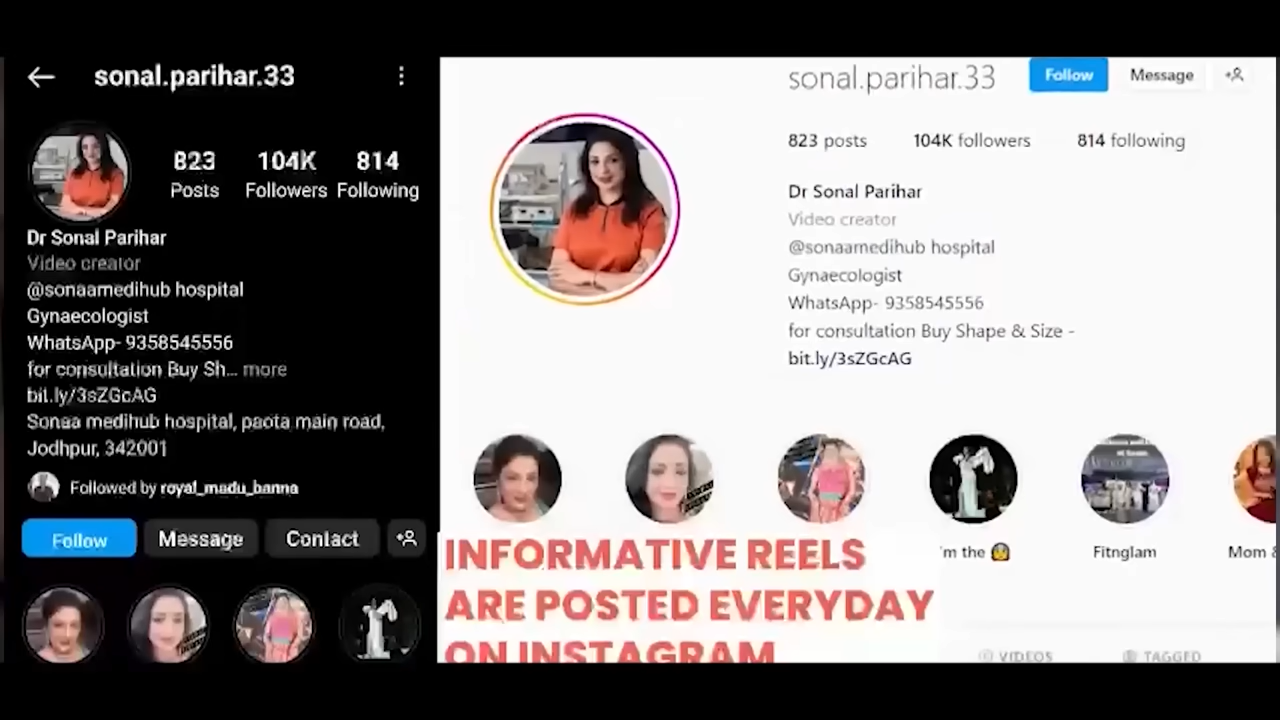 sonal.parihar.33
823 104K 814
Posts Followers Following
Dr Sonal Parihar
Video creator
@sonaamedihub hospital
Gynaecologist
WhatsApp- 9358545556
for consultation Buy Sh... more
bit.ly/3sZGcAG
Sonaa medihub hospital, paota main road,
Jodhpur, 342001
Followed by royal_madu_banna
Follow Message Contact
sonal.parihar.33 Follow Message
823 posts 104K followers 814 following
Dr Sonal Parihar
Video creator
@sonaamedihub hospital
Gynaecologist
WhatsApp- 9358545556
for consultation Buy Shape & Size -
bit.ly/3sZGcAG
'm the 👰 Fitnglam Mom &
INFORMATIVE REELS
ARE POSTED EVERYDAY
ON INSTAGRAM
VIDEOS TAGGED